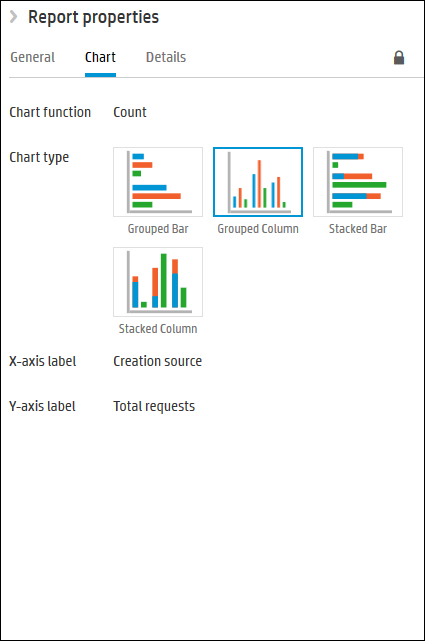 Report properties
General Chart Details
Chart function Count
Chart type
Grouped Bar Grouped Column Stacked Bar
Stacked Column
X-axis label Creation source
Y-axis label Total requests